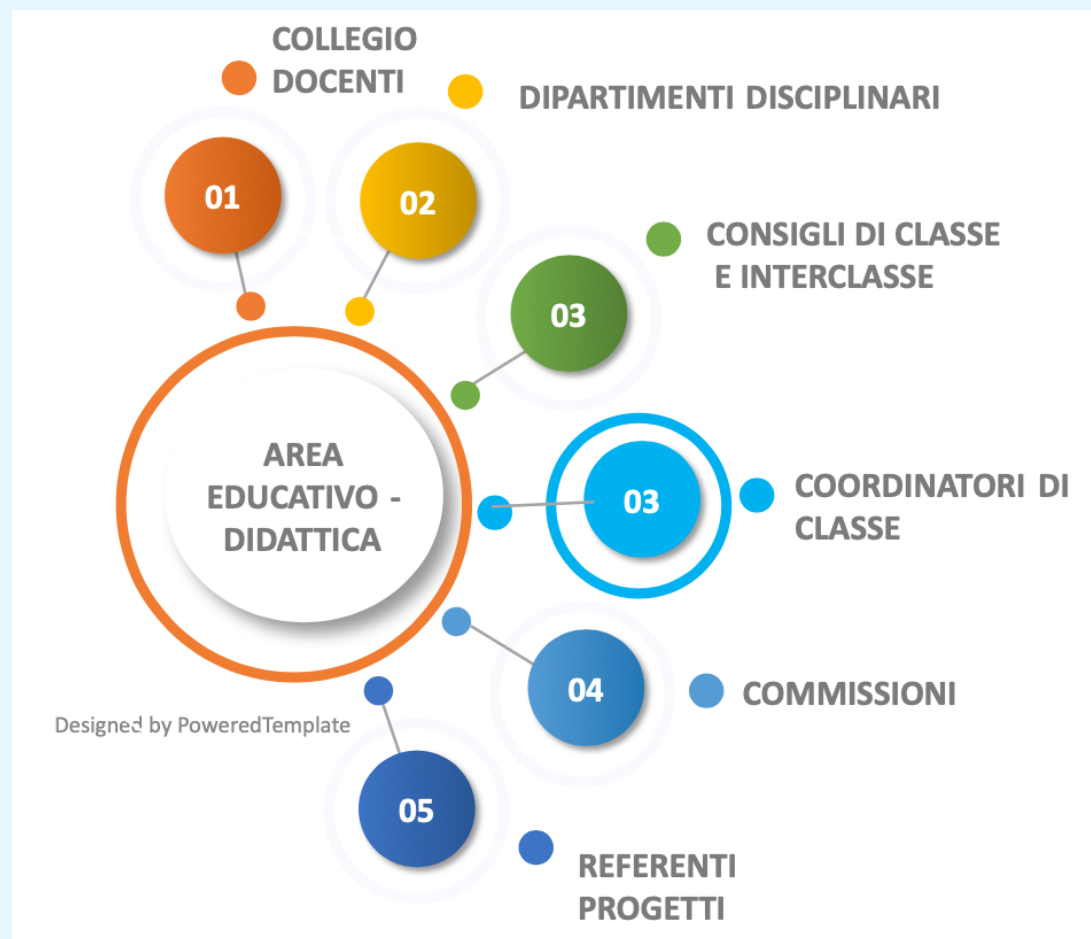 COLLEGIO
DOCENTI
01
DIPARTIMENTI DISCIPLINARI
02
CONSIGLI DI CLASSE
E INTERCLASSE
03
AREA
EDUCATIVO -
DIDATTICA
COORDINATORI DI
CLASSE
03
COMMISSIONI
04
Designed by PoweredTemplate
05
REFERENTI
PROGETTI